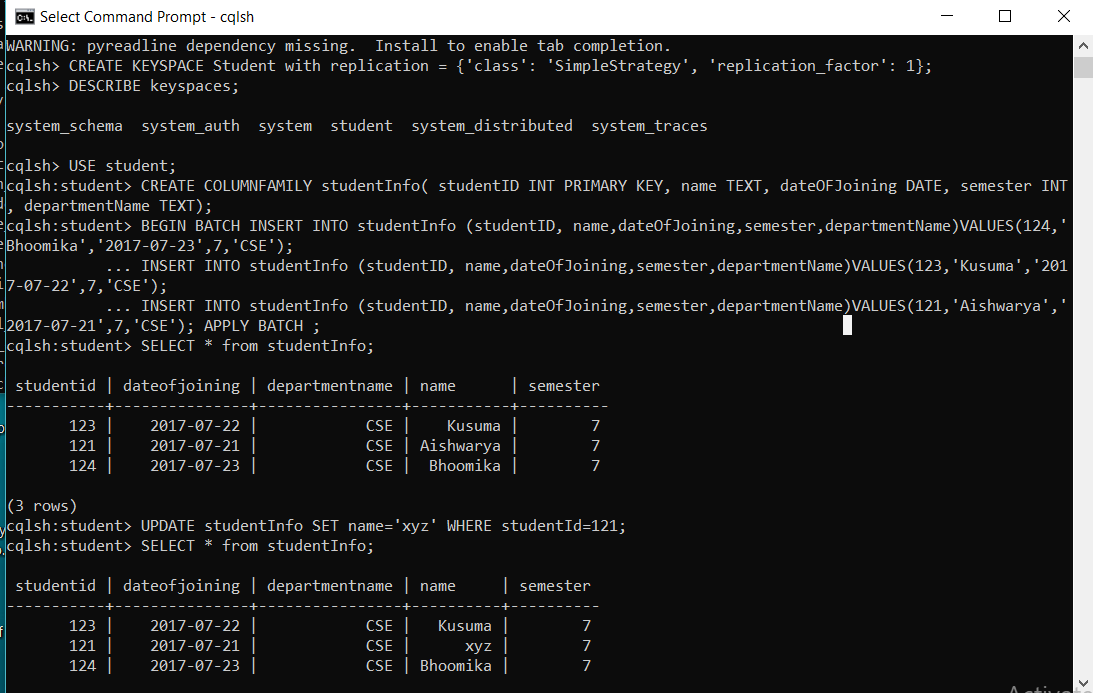 Select Command Prompt - cqlsh
WARNING: pyreadline dependency missing.  Install to enable tab completion.
cqlsh> CREATE KEYSPACE Student with replication = {'class': 'SimpleStrategy', 'replication_factor': 1};
cqlsh> DESCRIBE keyspaces;
system_schema  system_auth  system  student  system_distributed  system_traces
cqlsh> USE student;
cqlsh:student> CREATE COLUMNFAMILY studentInfo( studentID INT PRIMARY KEY, name TEXT, dateOFJoining DATE, semester INT
, departmentName TEXT);
cqlsh:student> BEGIN BATCH INSERT INTO studentInfo (studentID, name,dateOfJoining,semester,departmentName)VALUES(124,'
Bhoomika','2017-07-23',7,'CSE');
           ... INSERT INTO studentInfo (studentID, name,dateOfJoining,semester,departmentName)VALUES(123,'Kusuma','201
7-07-22',7,'CSE');
           ... INSERT INTO studentInfo (studentID, name,dateOfJoining,semester,departmentName)VALUES(121,'Aishwarya','
2017-07-21',7,'CSE'); APPLY BATCH ;
cqlsh:student> SELECT * from studentInfo;
 studentid | dateofjoining | departmentname | name      | semester
-----------+---------------+----------------+-----------+----------
       123 |    2017-07-22 |            CSE |    Kusuma |        7
       121 |    2017-07-21 |            CSE | Aishwarya |        7
       124 |    2017-07-23 |            CSE |  Bhoomika |        7
(3 rows)
cqlsh:student> UPDATE studentInfo SET name='xyz' WHERE studentId=121;
cqlsh:student> SELECT * from studentInfo;
 studentid | dateofjoining | departmentname | name     | semester
-----------+---------------+----------------+----------+----------
       123 |    2017-07-22 |            CSE |   Kusuma |        7
       121 |    2017-07-21 |            CSE |      xyz |        7
       124 |    2017-07-23 |            CSE | Bhoomika |        7